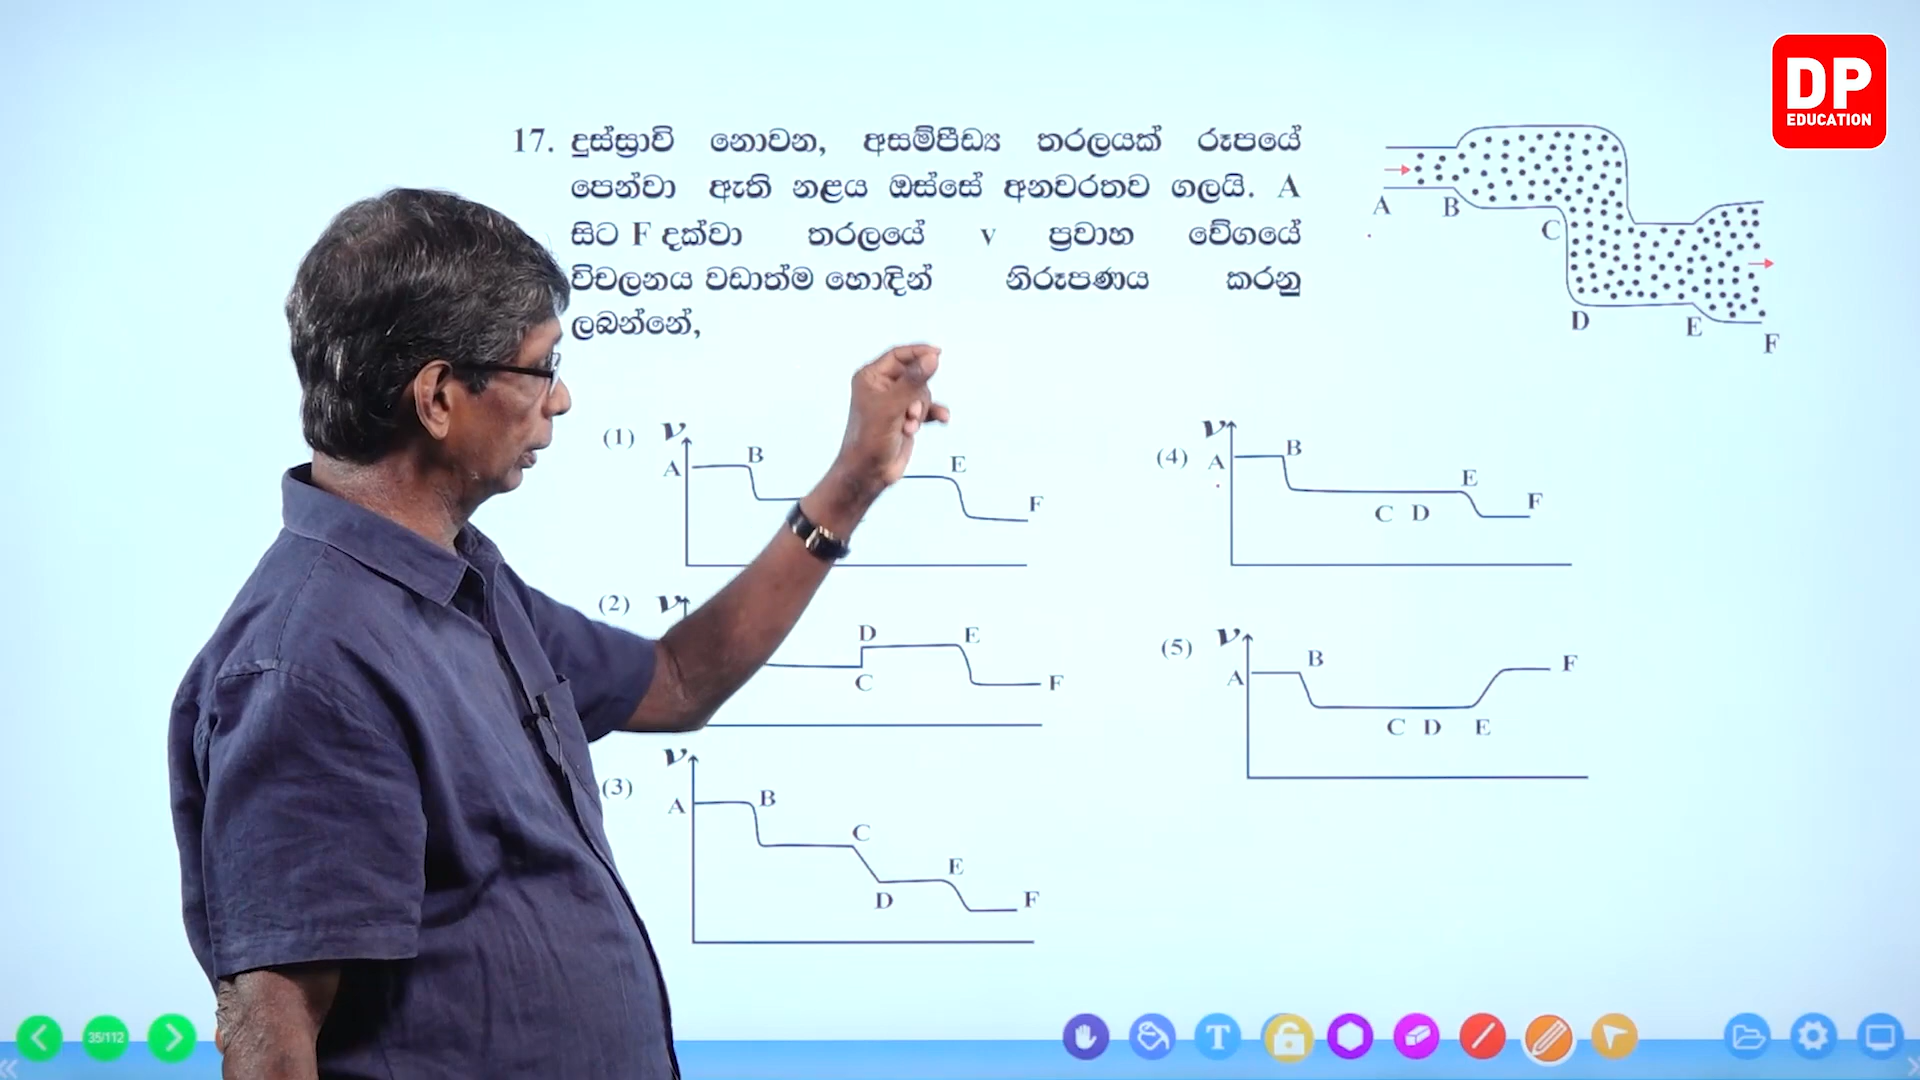 DP
EDUCATION
17. දුස්ස්‍රාවි නොවන, අසම්පීඩ්‍ය තරලයක් රූපයේ
පෙන්වා ඇති නළය ඔස්සේ අනවරතව ගලයි. A
සිට F දක්වා තරලයේ v ප්‍රවාහ වේගයේ
විචලනය වඩාත්ම හොඳින් නිරූපණය කරනු
ලබන්නේ,
A B C D E F
(1) v A B E F
(2) v D E C F
(3) v A B C D E F
(4) v A B E C D F
(5) v A B C D E F
35/112
T